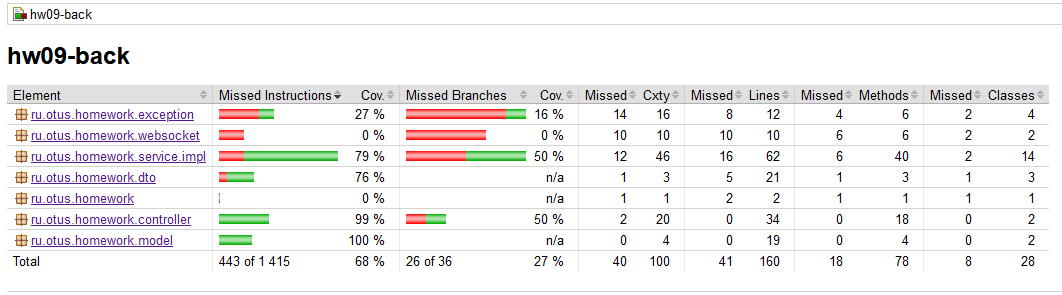 hw09-back
hw09-back
Element Missed Instructions Cov. Missed Branches Cov. Missed Cxty Missed Lines Missed Methods Missed Classes
ru.otus.homework.exception 27 % 16 % 14 16 8 12 4 6 2 4
ru.otus.homework.websocket 0 % 0 % 10 10 10 10 6 6 2 2
ru.otus.homework.service.impl 79 % 50 % 12 46 16 62 6 40 2 14
ru.otus.homework.dto 76 % n/a 1 3 5 21 1 3 1 3
ru.otus.homework 0 % n/a 1 1 2 2 1 1 1 1
ru.otus.homework.controller 99 % 50 % 2 20 0 34 0 18 0 2
ru.otus.homework.model 100 % n/a 0 4 0 19 0 4 0 2
Total 443 of 1 415 68 % 26 of 36 27 % 40 100 41 160 18 78 8 28